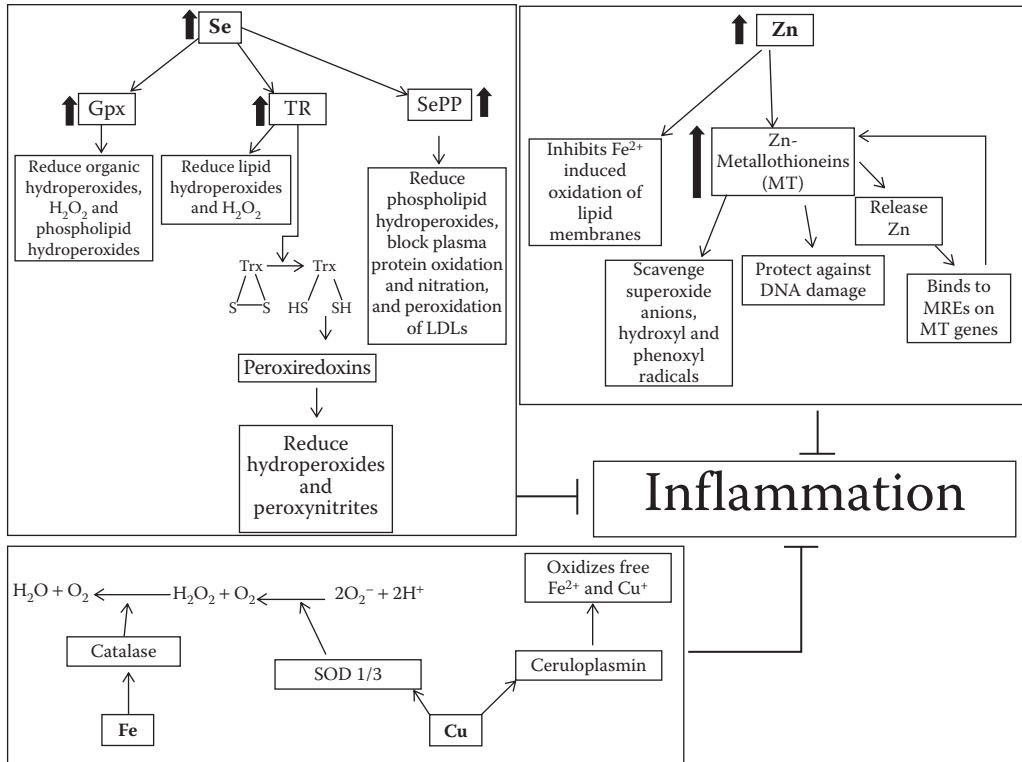 Se
Gpx
TR
SePP
Reduce organic
hydroperoxides,
H₂O₂ and
phospholipid
hydroperoxides
Reduce lipid
hydroperoxides
and H₂O₂
Reduce
phospholipid
hydroperoxides,
block plasma
protein oxidation
and nitration,
and peroxidation
of LDLs
Trx Trx
S S HS SH
Peroxiredoxins
Reduce
hydroperoxides
and
peroxynitrites
Zn
Inhibits Fe²⁺
induced
oxidation of
lipid
membranes
Zn-
Metallothioneins
(MT)
Release
Zn
Scavenge
superoxide
anions,
hydroxyl and
phenoxyl
radicals
Protect against
DNA damage
Binds to
MREs on
MT genes
Inflammation
H₂O + O₂ H₂O₂ + O₂ 2O₂⁻ + 2H⁺
Oxidizes free
Fe²⁺ and Cu⁺
Catalase
SOD 1/3
Ceruloplasmin
Fe
Cu